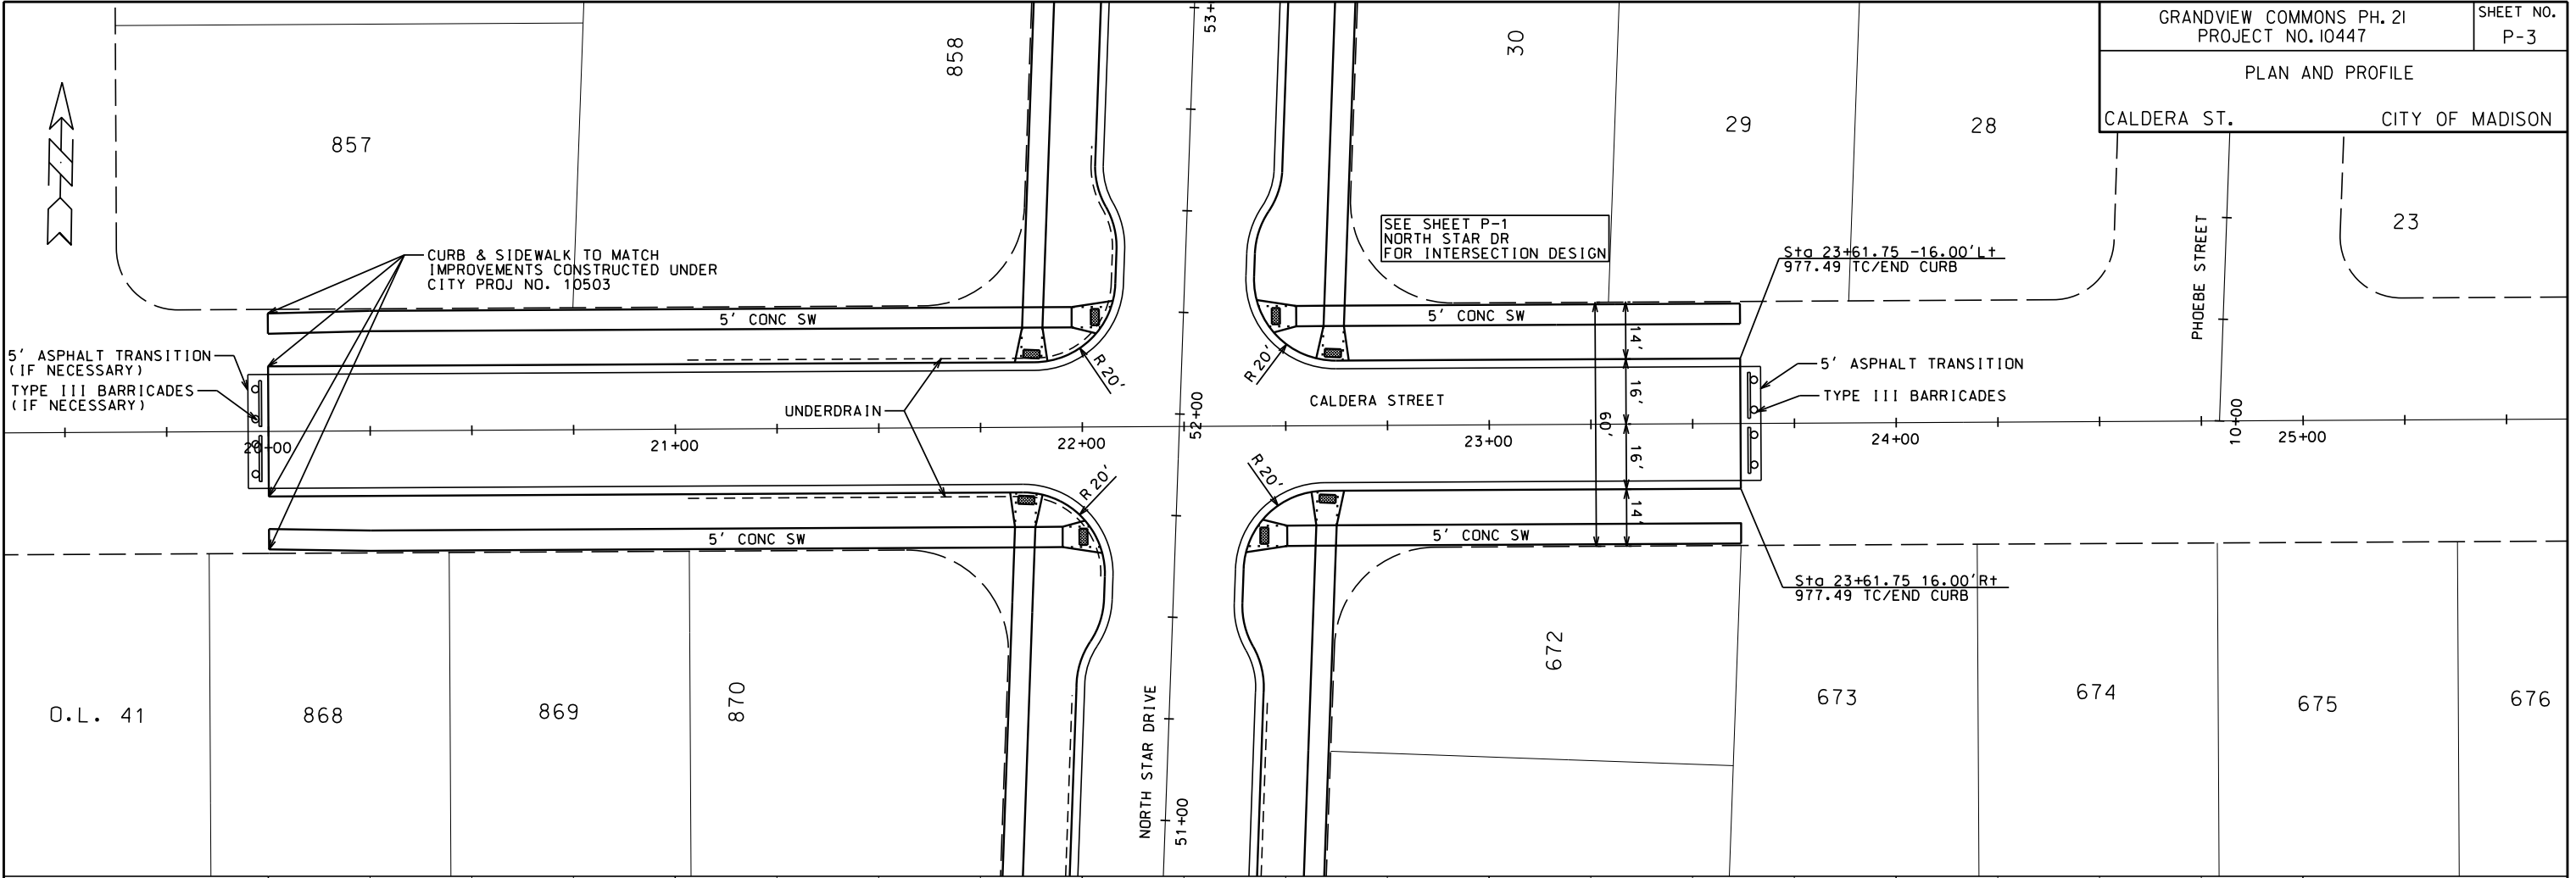 GRANDVIEW COMMONS PH. 21
PROJECT NO. 10447
SHEET NO.
P-3
PLAN AND PROFILE
CALDERA ST.
CITY OF MADISON
857
858
53+
30
29
28
23
PHOEBE STREET
SEE SHEET P-1
NORTH STAR DR
FOR INTERSECTION DESIGN
CURB & SIDEWALK TO MATCH
IMPROVEMENTS CONSTRUCTED UNDER
CITY PROJ NO. 10503
Sta 23+61.75 -16.00'Lt
977.49 TC/END CURB
5' CONC SW
5' CONC SW
14'
5' ASPHALT TRANSITION
(IF NECESSARY)
TYPE III BARRICADES
(IF NECESSARY)
R 20'
R 20'
5' ASPHALT TRANSITION
TYPE III BARRICADES
UNDERDRAIN
CALDERA STREET
16'
60'
52+00
10+00
20+00
21+00
22+00
23+00
24+00
25+00
16'
R 20'
R 20'
14'
5' CONC SW
5' CONC SW
Sta 23+61.75 16.00'Rt
977.49 TC/END CURB
O.L. 41
868
869
870
NORTH STAR DRIVE
51+00
672
673
674
675
676